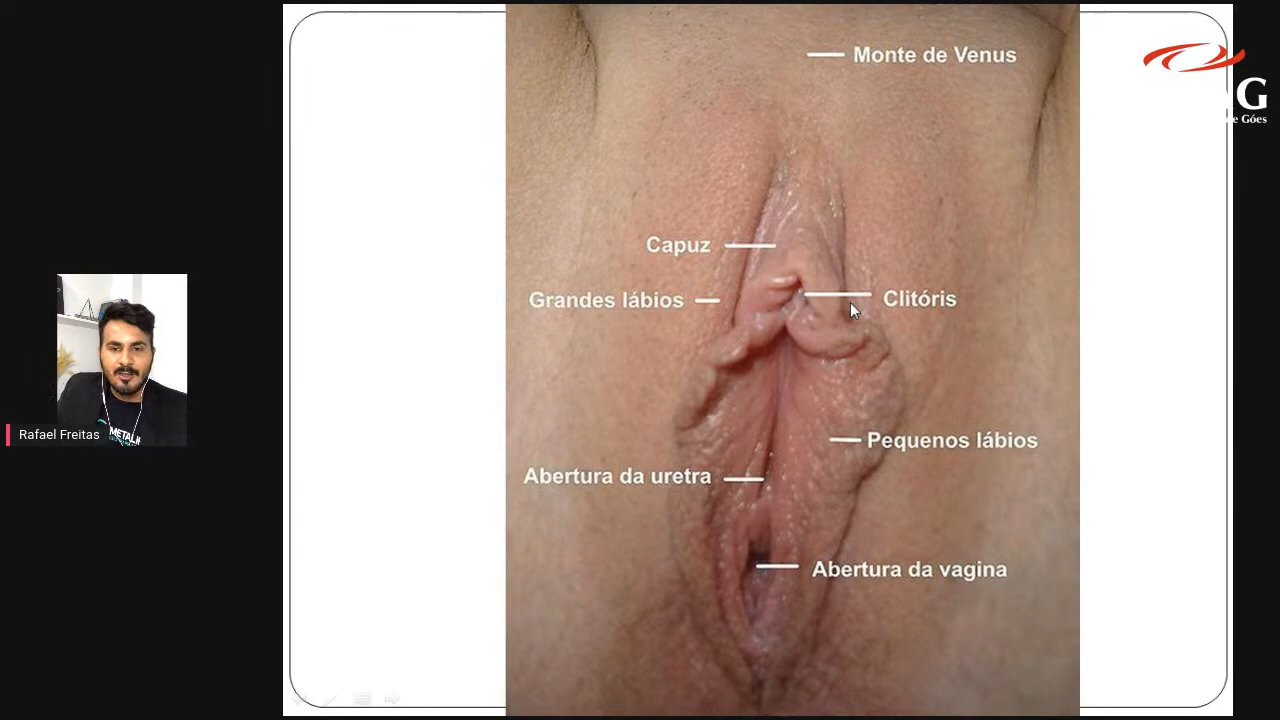 Monte de Venus
G
de Góes
Capuz
Grandes lábios
Clitóris
Rafael Freitas
Pequenos lábios
Abertura da uretra
Abertura da vagina